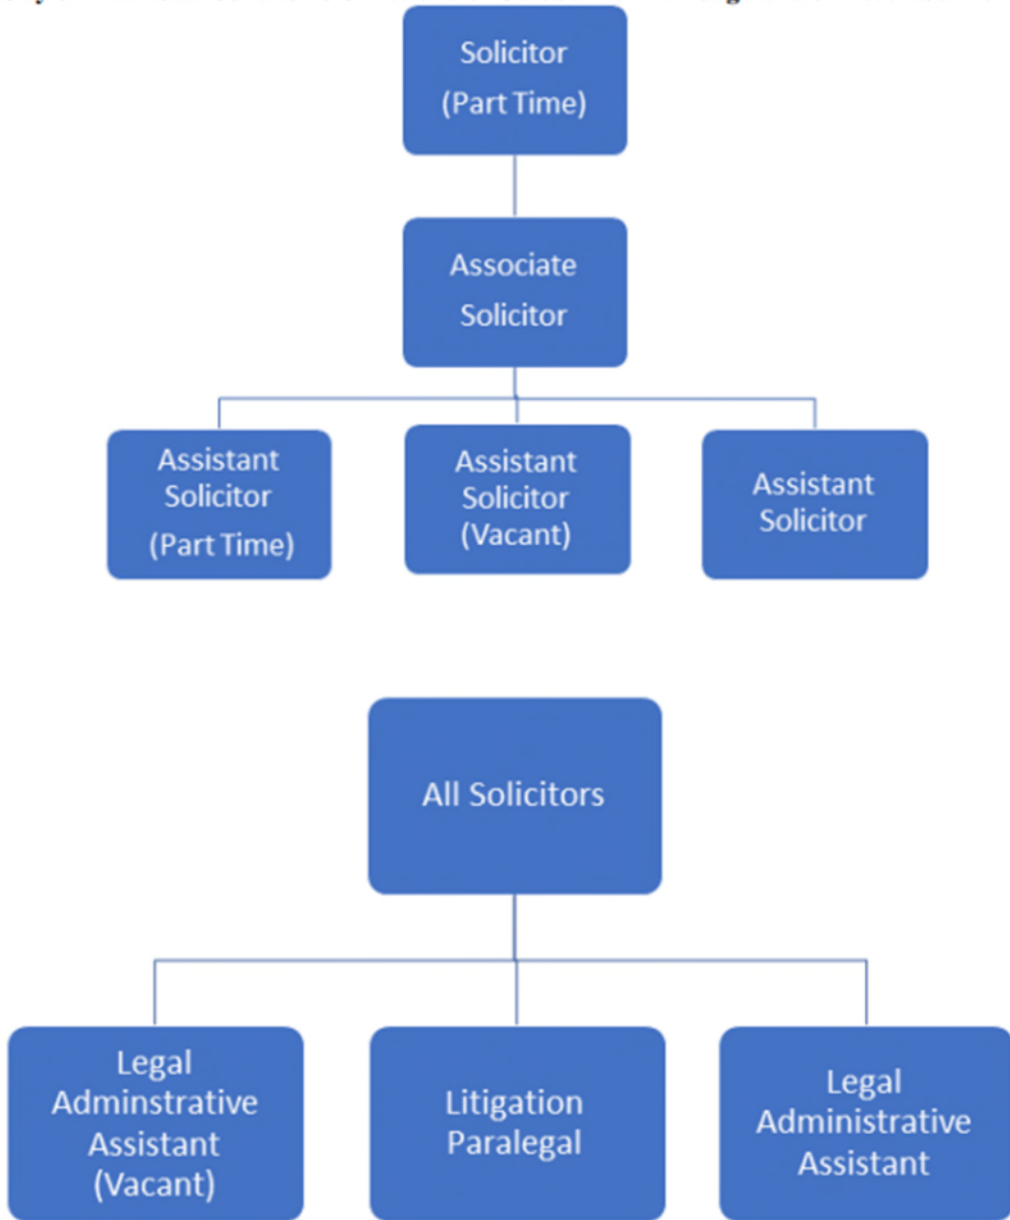 Solicitor
(Part Time)
Associate
Solicitor
Assistant
Solicitor
(Part Time)
Assistant
Solicitor
(Vacant)
Assistant
Solicitor
All Solicitors
Legal
Adminstrative
Assistant
(Vacant)
Litigation
Paralegal
Legal
Administrative
Assistant